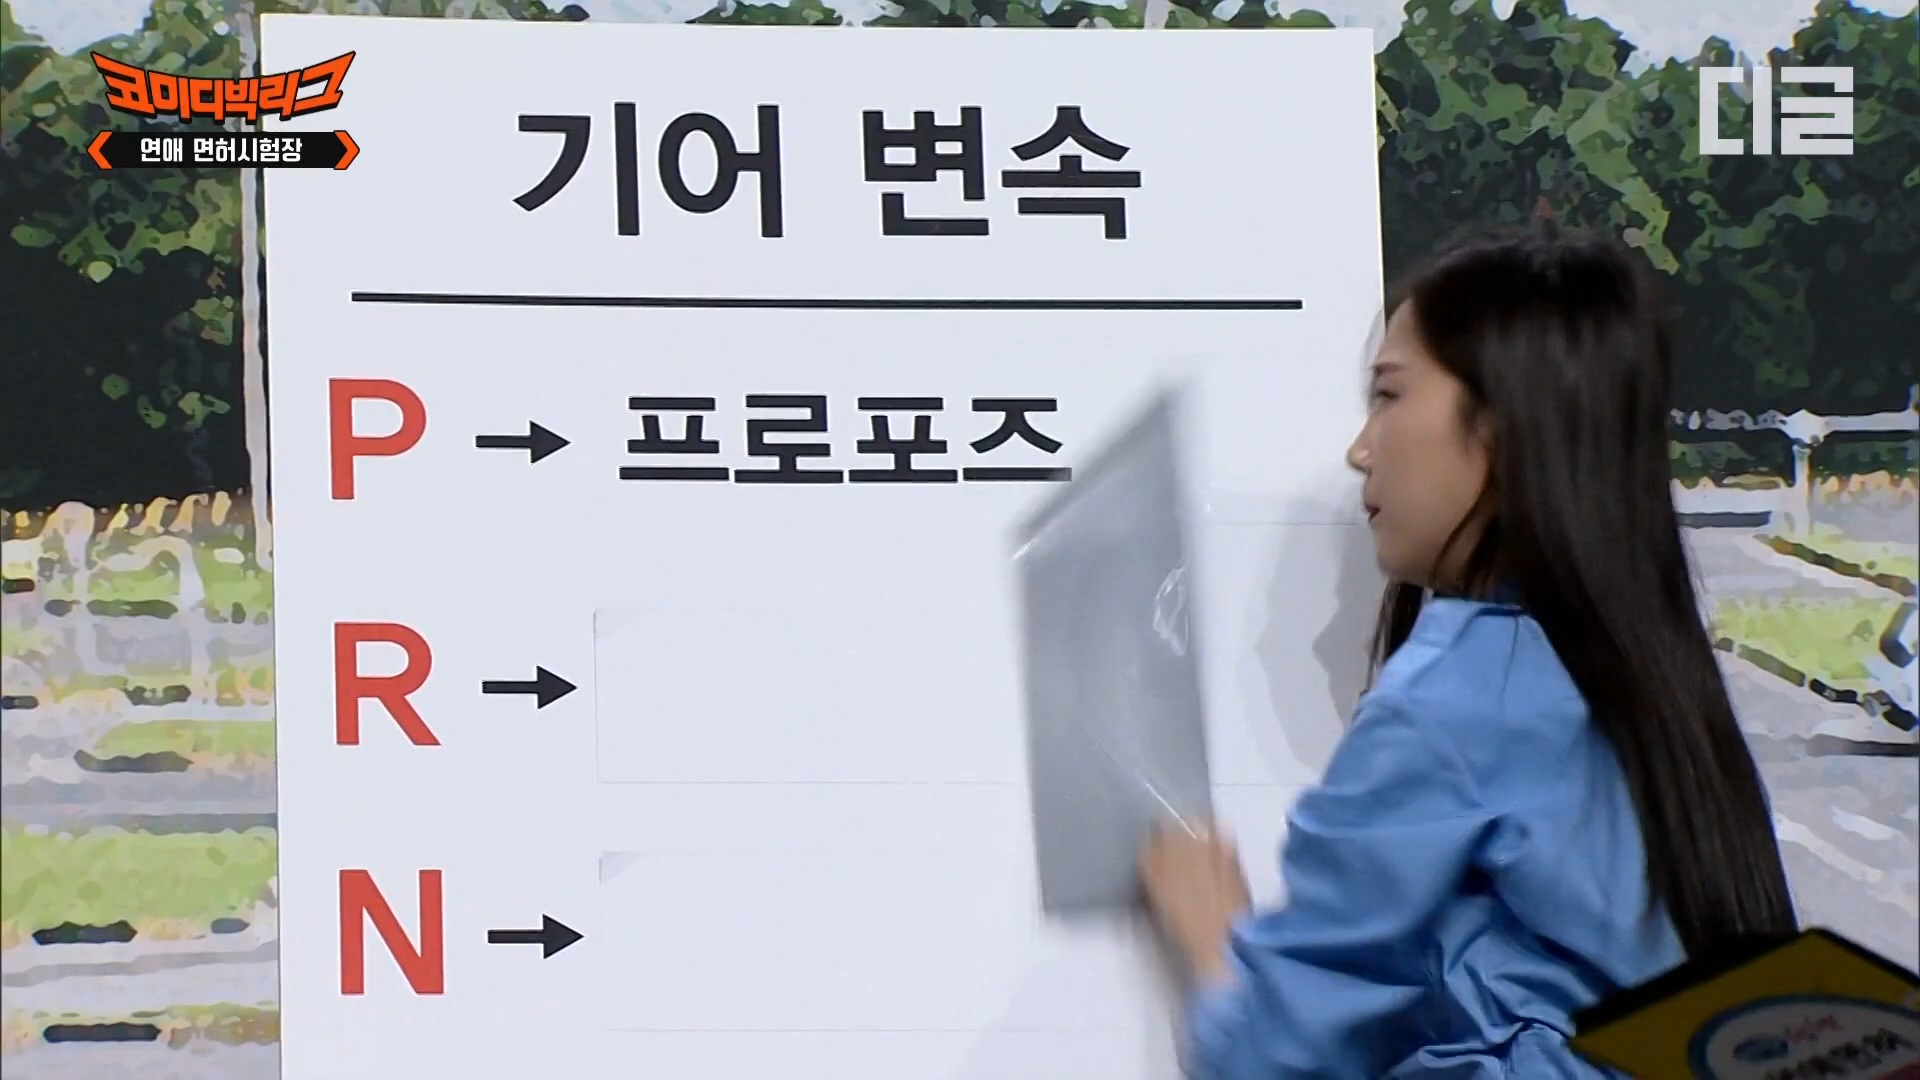 코미디빅리그
연애 면허시험장
디글
기어 변속
P → 프로포즈
R →
N →